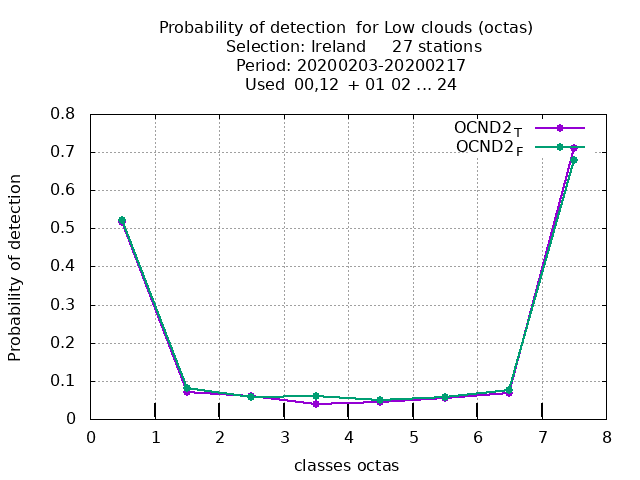 Probability of detection  for Low clouds (octas)
Selection: Ireland     27 stations
Period: 20200203-20200217
Used  00,12  + 01 02 ... 24
OCND2T
OCND2F
Probability of detection
0.8
0.7
0.6
0.5
0.4
0.3
0.2
0.1
0
0 1 2 3 4 5 6 7 8
classes octas